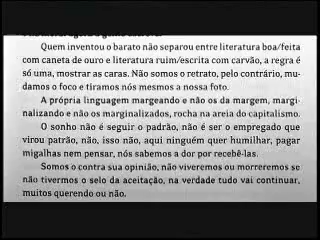 Quem inventou o barato não separou entre literatura boa/feita
com caneta de ouro e literatura ruim/escrita com carvão, a regra é
só uma, mostrar as caras. Não somos o retrato, pelo contrário, mu-
damos o foco e tiramos nós mesmos a nossa foto.
A própria linguagem margeando e não os da margem, margi-
nalizando e não os marginalizados, rocha na areia do capitalismo.
O sonho não é seguir o padrão, não é ser o empregado que
virou patrão, não, isso não, aqui ninguém quer humilhar, pagar
migalhas nem pensar, nós sabemos a dor por recebê-las.
Somos o contra sua opinião, não viveremos ou morreremos se
não tivermos o selo da aceitação, na verdade tudo vai continuar,
muitos querendo ou não.